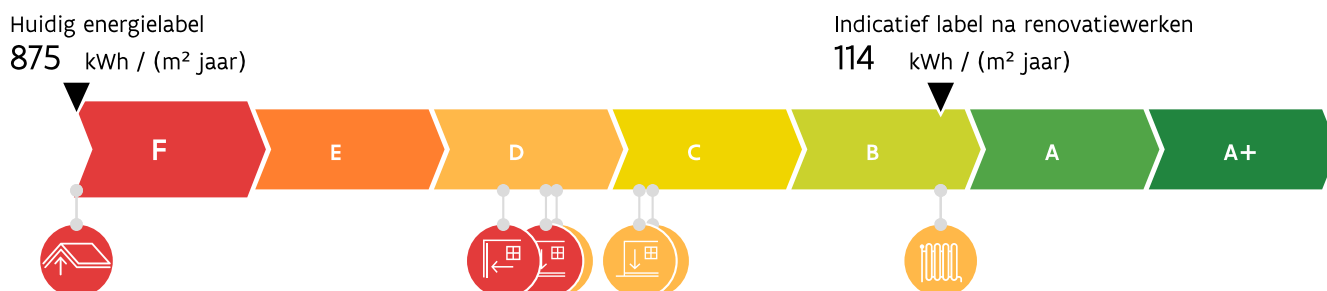 Huidig energielabel
875 kWh / (m² jaar)
Indicatief label na renovatiewerken
114 kWh / (m² jaar)
F
E
D
C
B
A
A+